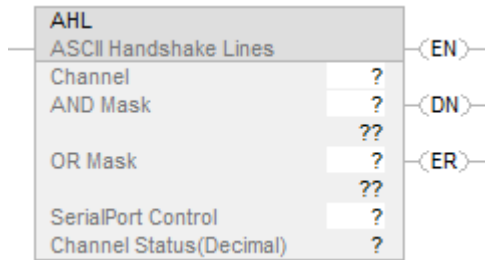 AHL
ASCII Handshake Lines (EN)
Channel ?
AND Mask ? (DN)
??
OR Mask ? (ER)
??
SerialPort Control ?
Channel Status(Decimal) ?